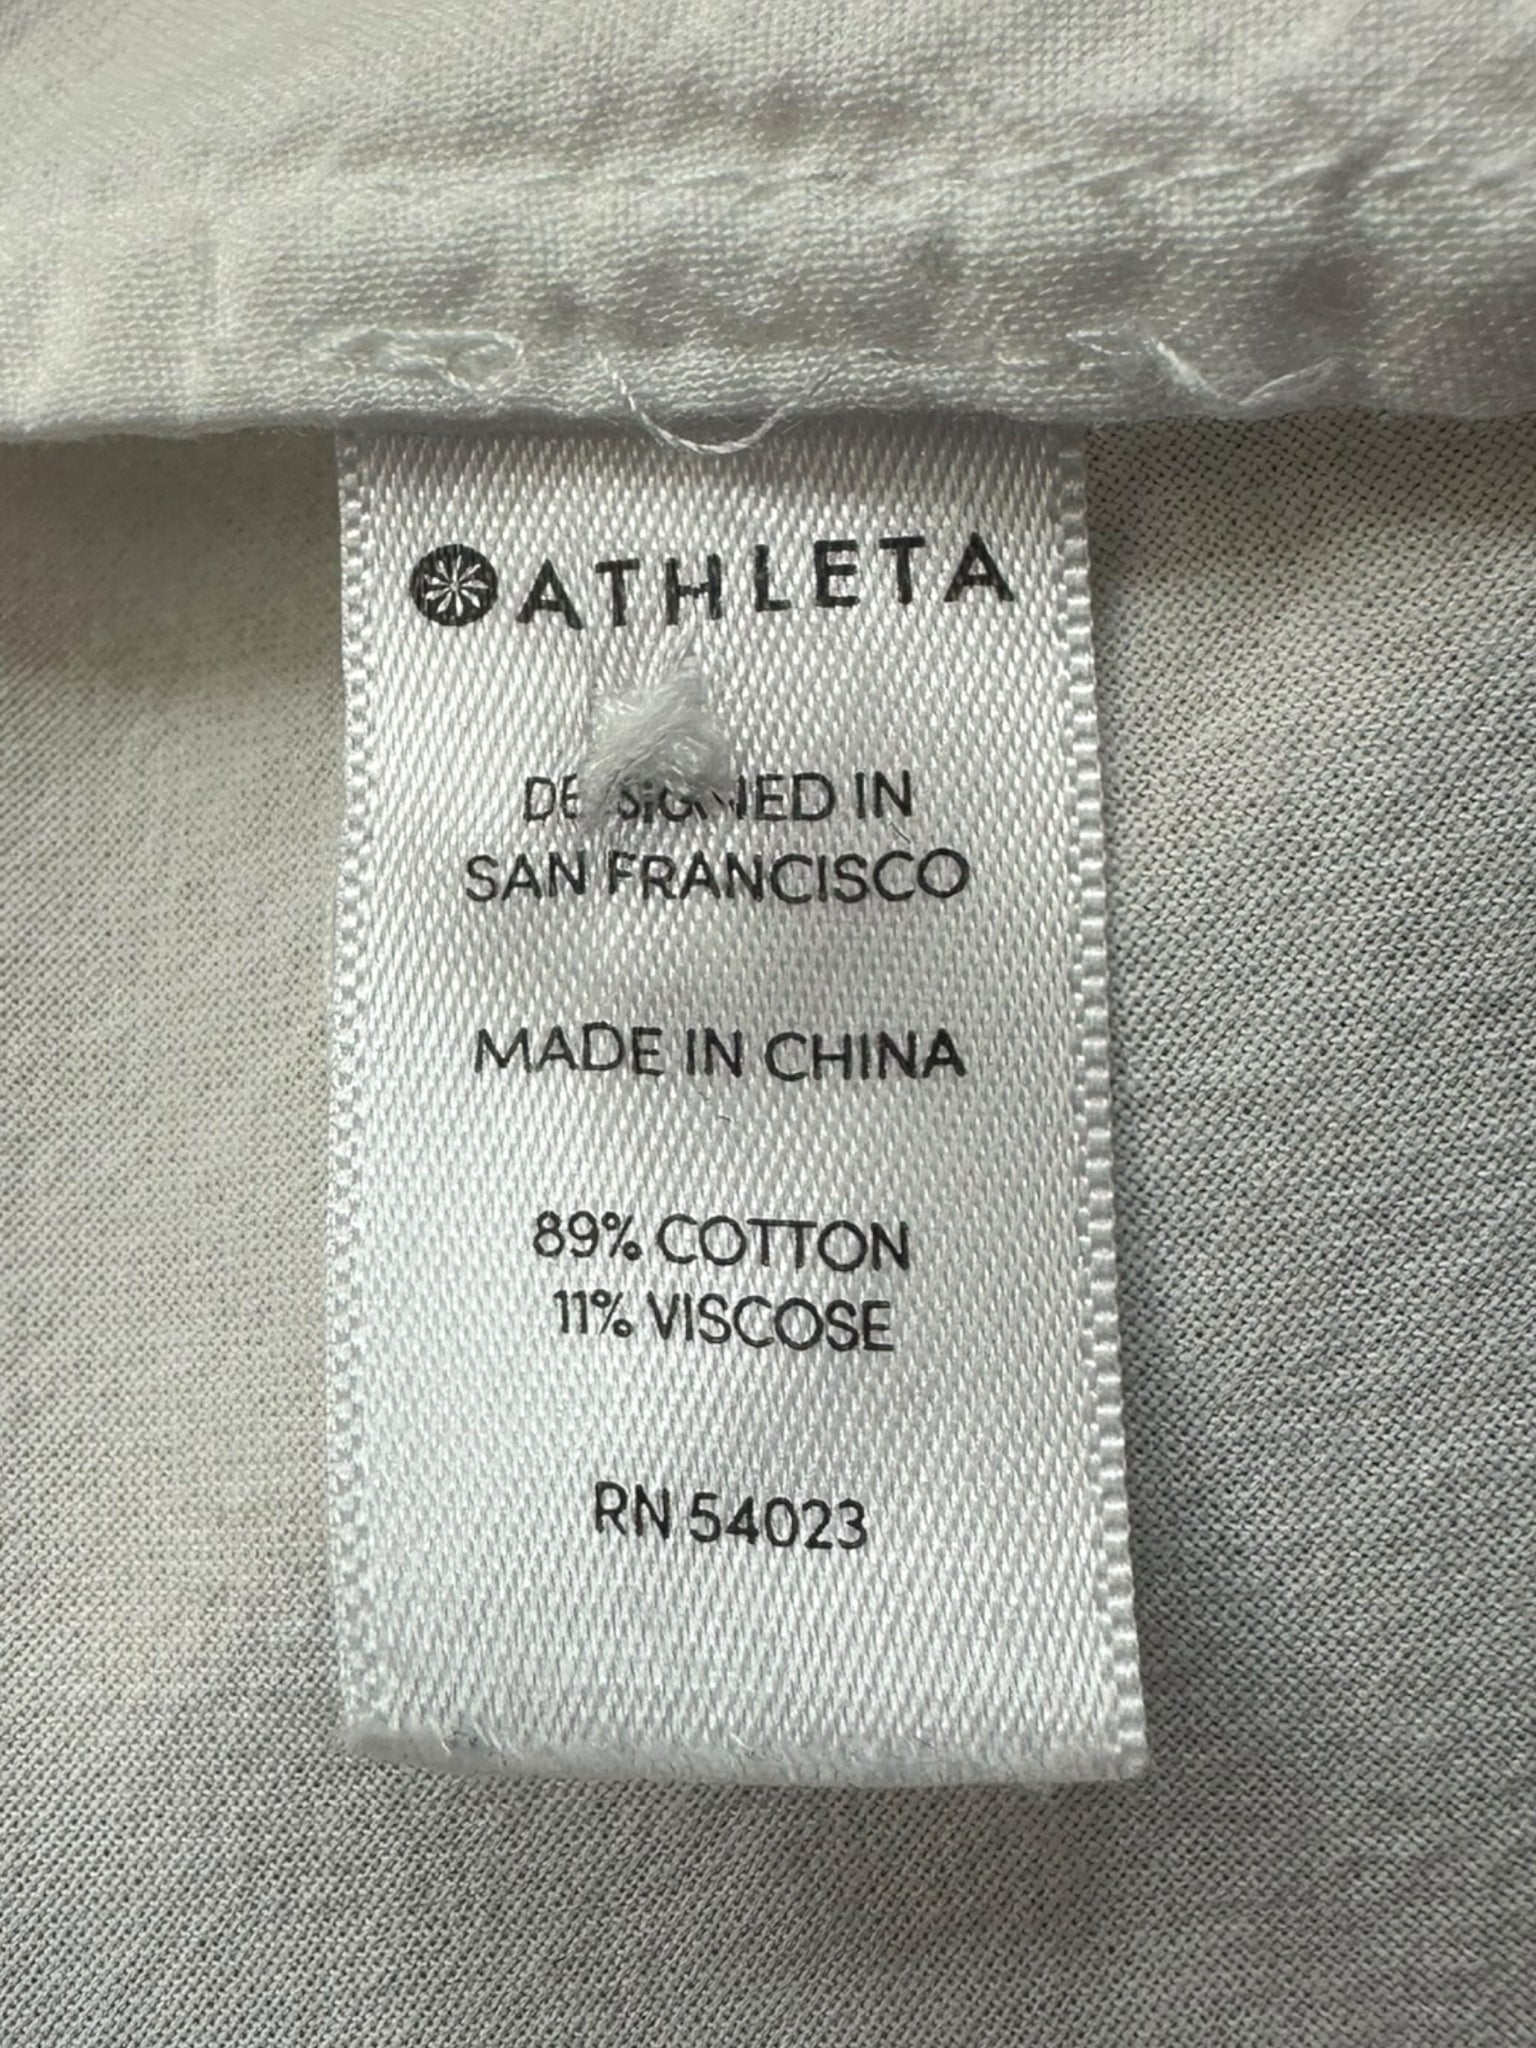 ATHLETA
DESIGNED IN
SAN FRANCISCO
MADE IN CHINA
89% COTTON
11% VISCOSE
RN 54023